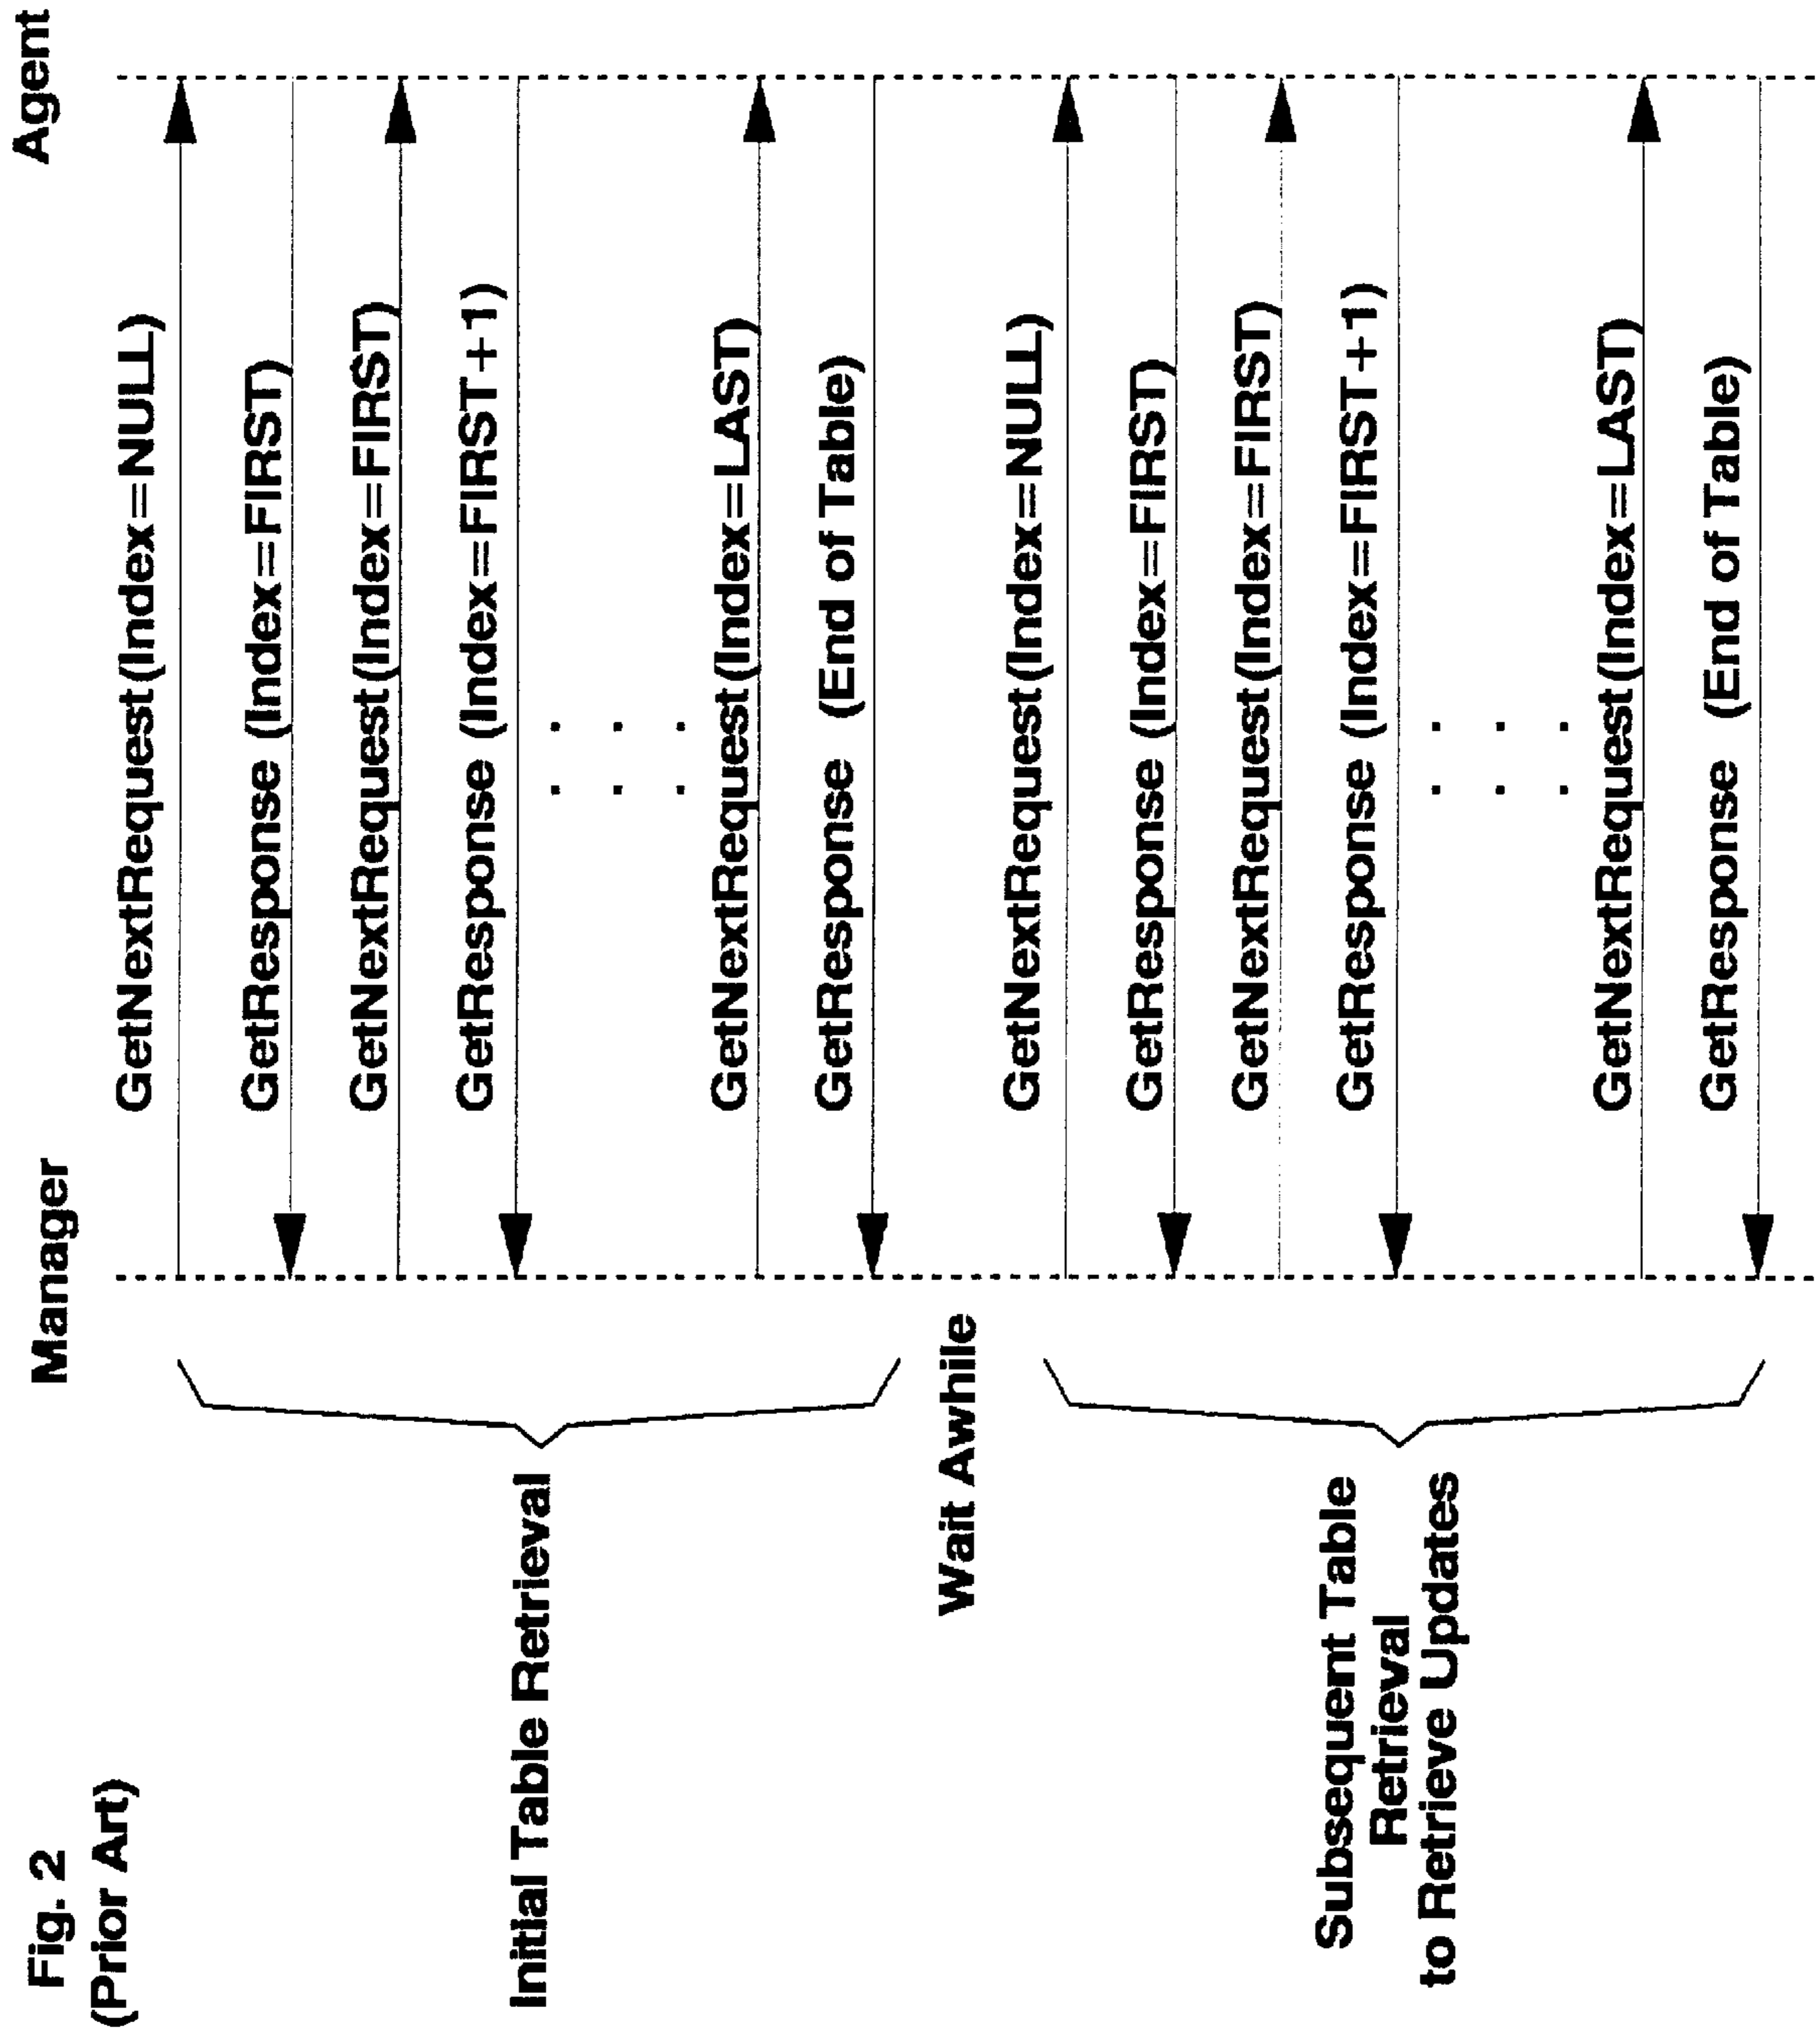 Fig. 2
(Prior Art)
Manager
Agent
Initial Table Retrieval
GetNextRequest(Index=NULL)
GetResponse (Index=FIRST)
GetNextRequest(Index=FIRST)
GetResponse (Index=FIRST+1)
GetNextRequest(Index=LAST)
GetResponse (End of Table)
Wait Awhile
Subsequent Table
Retrieval
to Retrieve Updates
GetNextRequest(Index=NULL)
GetResponse (Index=FIRST)
GetNextRequest(Index=FIRST)
GetResponse (Index=FIRST+1)
GetNextRequest(Index=LAST)
GetResponse (End of Table)